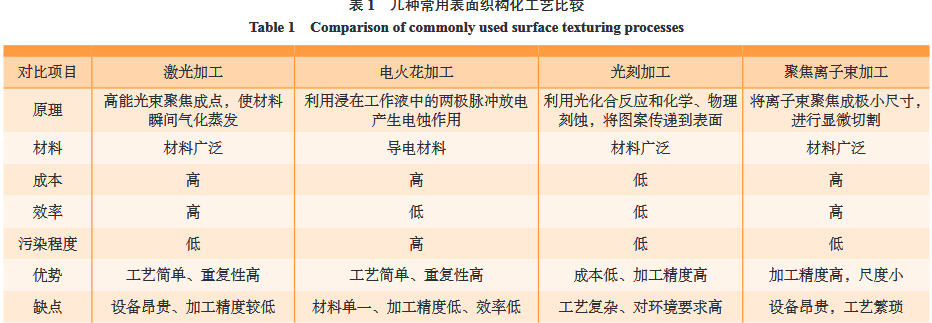 表1 几种常用表面织构化工艺比较
Table 1 Comparison of commonly used surface texturing processes
对比项目 激光加工 电火花加工 光刻加工 聚焦离子束加工
原理 高能光束聚焦成点，使材料瞬间气化蒸发 利用浸在工作液中的两极脉冲放电产生电蚀作用 利用光化合反应和化学、物理刻蚀，将图案传递到表面 将离子束聚焦成极小尺寸，进行显微切割
材料 材料广泛 导电材料 材料广泛 材料广泛
成本 高 高 低 高
效率 高 低 低 高
污染程度 低 高 低 低
优势 工艺简单、重复性高 工艺简单、重复性高 成本低、加工精度高 加工精度高，尺度小
缺点 设备昂贵、加工精度较低 材料单一、加工精度低、效率低 工艺复杂、对环境要求高 设备昂贵，工艺繁琐